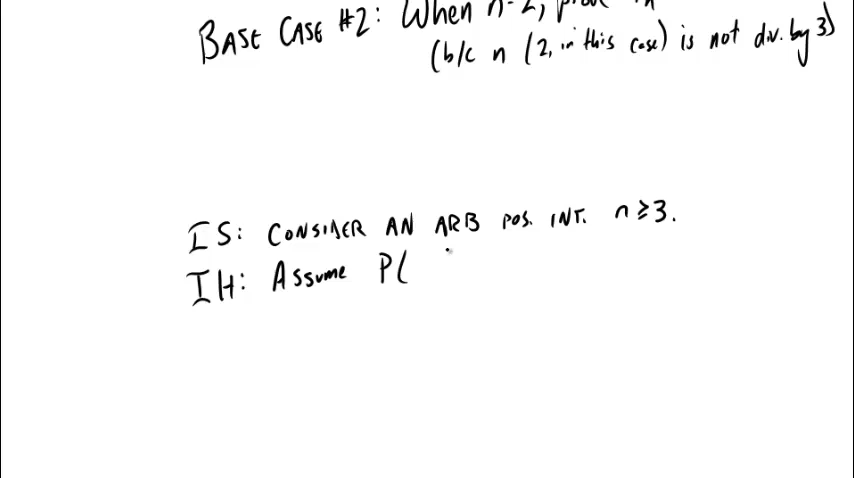 BASE CASE #2: When n=2,
(b/c n (2, in this case) is not div. by 3)
IS: CONSIDER AN ARB POS. INT. n ≥ 3.
IH: Assume P(